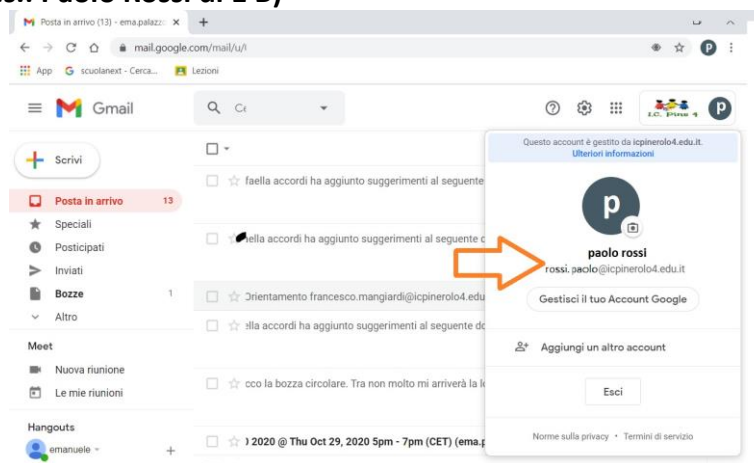 Paolo Rossi di 2 B)
Posta in arrivo (13) - ema.palazz
mail.google.com/mail/u/
App scuolanext - Cerca... Lezioni
Gmail
I.C. Pine 4
p
Scrivi
Posta in arrivo 13
Speciali
Posticipati
Inviati
Bozze 1
Altro
Meet
Nuova riunione
Le mie riunioni
Hangouts
emanuele
faella accordi ha aggiunto suggerimenti al seguente
ella accordi ha aggiunto suggerimenti al seguente
Orientamento francesco.mangiardi@icpinerolo4.edu
ella accordi ha aggiunto suggerimenti al seguente do
cco la bozza circolare. Tra non molto mi arriverà la
2020 @ Thu Oct 29, 2020 5pm - 7pm (CET) (ema.p
Questo account è gestito da icpinerolo4.edu.it.
Ulteriori informazioni
p
paolo rossi
rossi.paolo@icpinerolo4.edu.it
Gestisci il tuo Account Google
Aggiungi un altro account
Esci
Norme sulla privacy • Termini di servizio